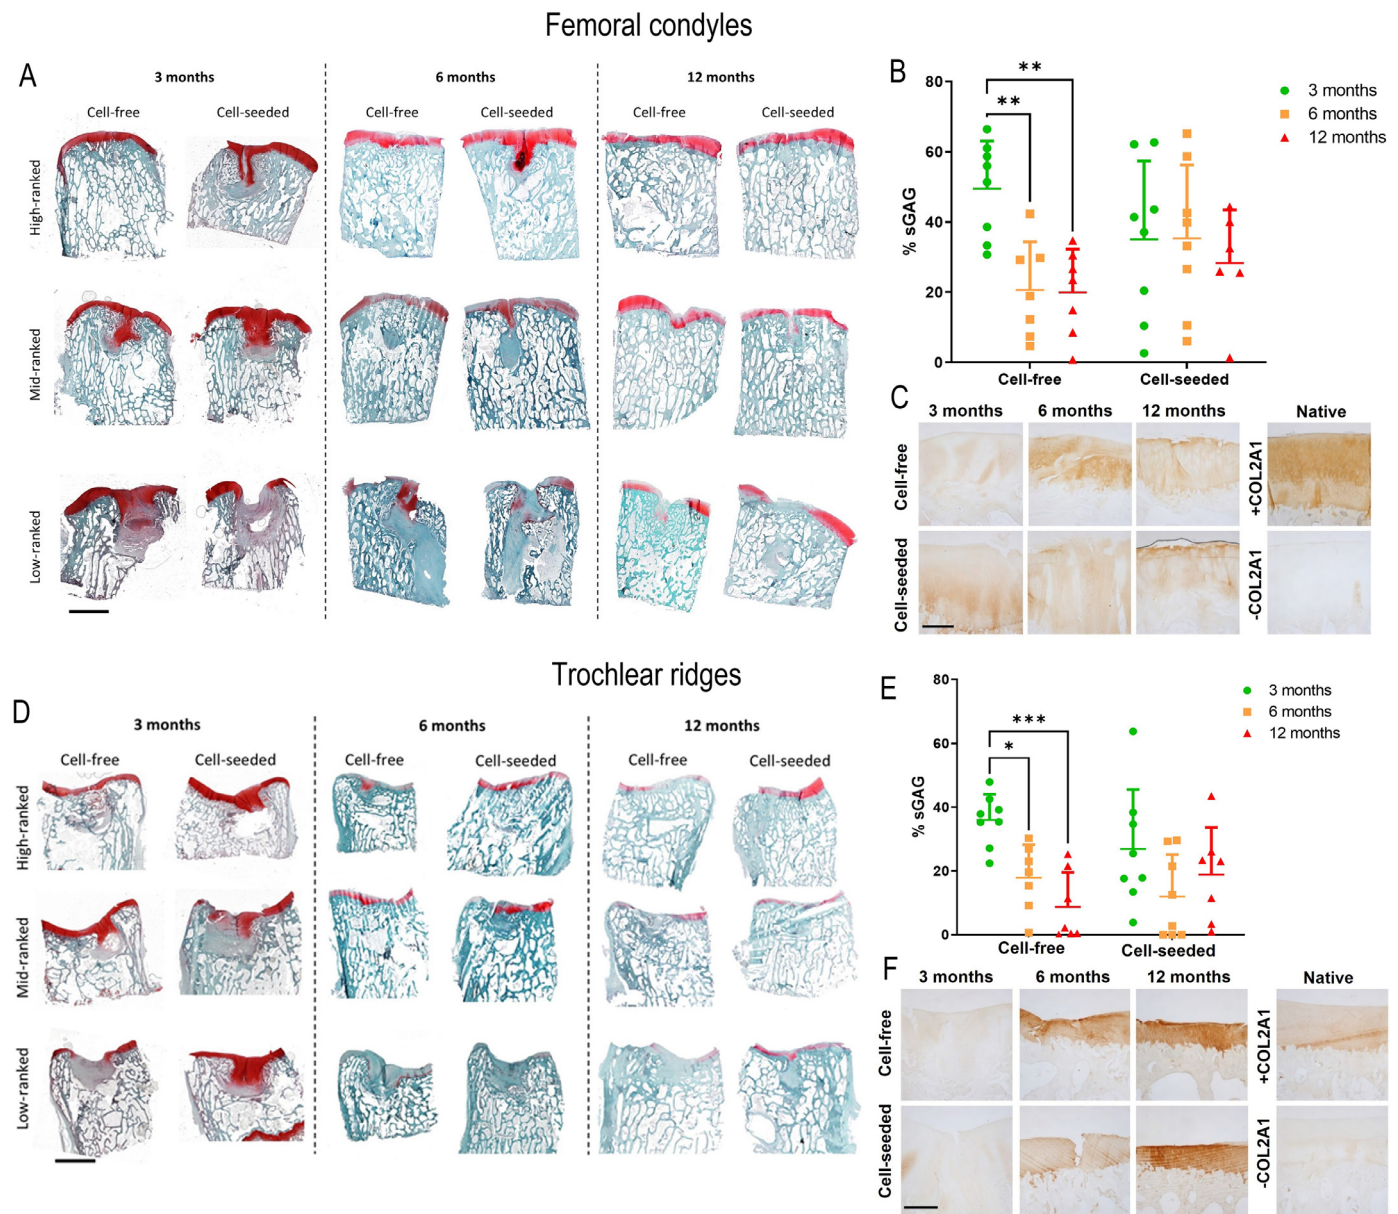 Femoral condyles
A
3 months
6 months
12 months
Cell-free
Cell-seeded
Cell-free
Cell-seeded
Cell-free
Cell-seeded
High-ranked
Mid-ranked
Low-ranked
B
80
60
40
20
0
% sGAG
**
**
Cell-free
Cell-seeded
3 months
6 months
12 months
C
3 months
6 months
12 months
Native
Cell-free
+COL2A1
Cell-seeded
-COL2A1
Trochlear ridges
D
3 months
6 months
12 months
Cell-free
Cell-seeded
Cell-free
Cell-seeded
Cell-free
Cell-seeded
High-ranked
Mid-ranked
Low-ranked
E
80
60
40
20
0
% sGAG
***
*
Cell-free
Cell-seeded
3 months
6 months
12 months
F
3 months
6 months
12 months
Native
Cell-free
+COL2A1
Cell-seeded
-COL2A1